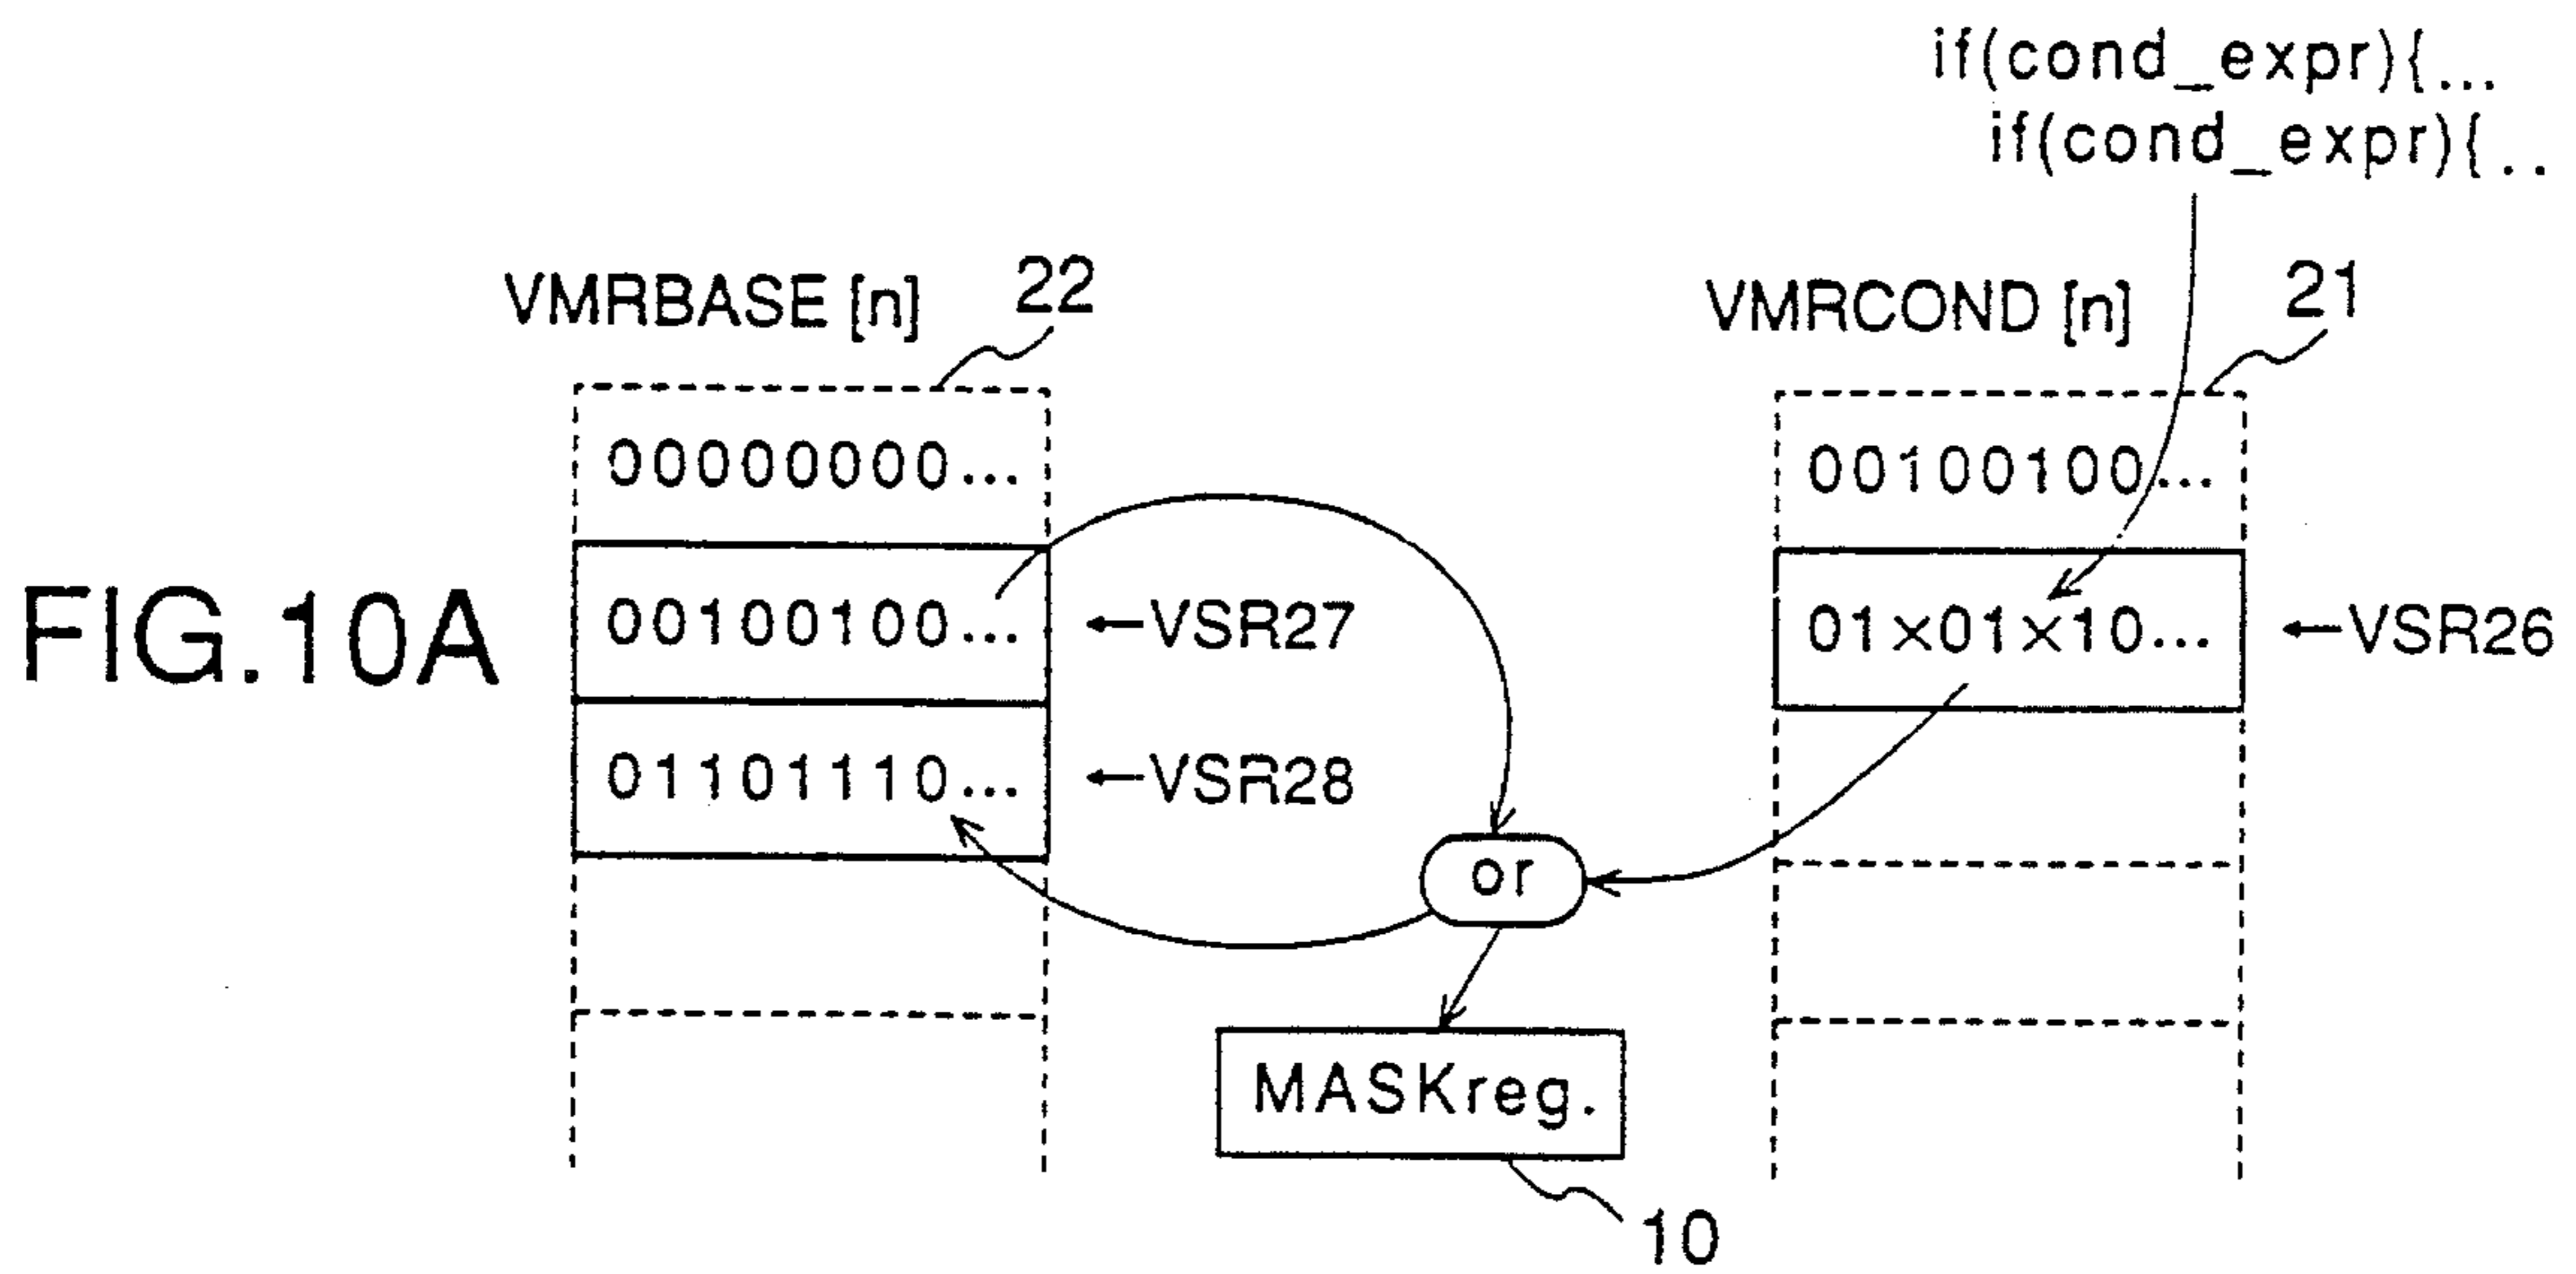 if(cond_expr){...
if(cond_expr){..
VMRBASE [n]
22
VMRCOND [n]
21
00000000...
00100100...
FIG.10A
00100100...
←VSR27
01×01×10...
←VSR26
01101110...
←VSR28
or
MASKreg.
10